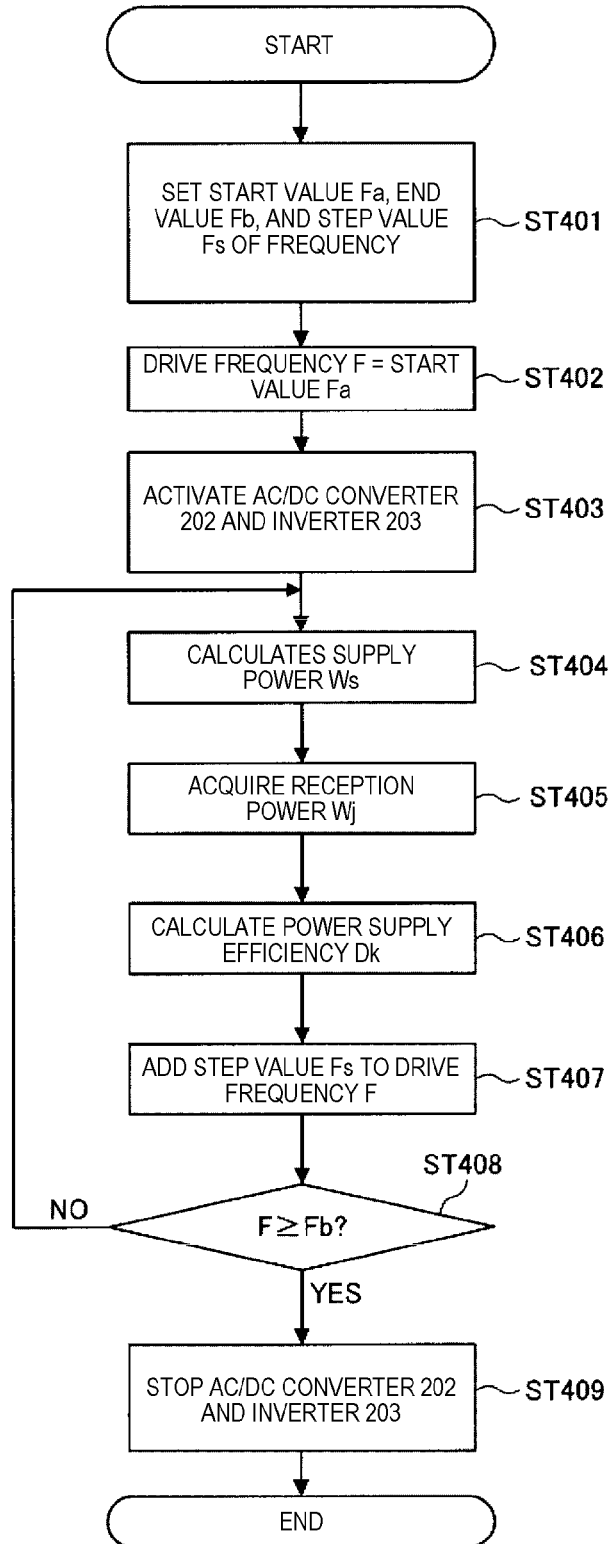 START
SET START VALUE Fa, END
VALUE Fb, AND STEP VALUE
Fs OF FREQUENCY
ST401
DRIVE FREQUENCY F = START
VALUE Fa
ST402
ACTIVATE AC/DC CONVERTER
202 AND INVERTER 203
ST403
CALCULATES SUPPLY
POWER Ws
ST404
ACQUIRE RECEPTION
POWER Wj
ST405
CALCULATE POWER SUPPLY
EFFICIENCY Dk
ST406
ADD STEP VALUE Fs TO DRIVE
FREQUENCY F
ST407
ST408
NO
F ≧ Fb?
YES
STOP AC/DC CONVERTER 202
AND INVERTER 203
ST409
END